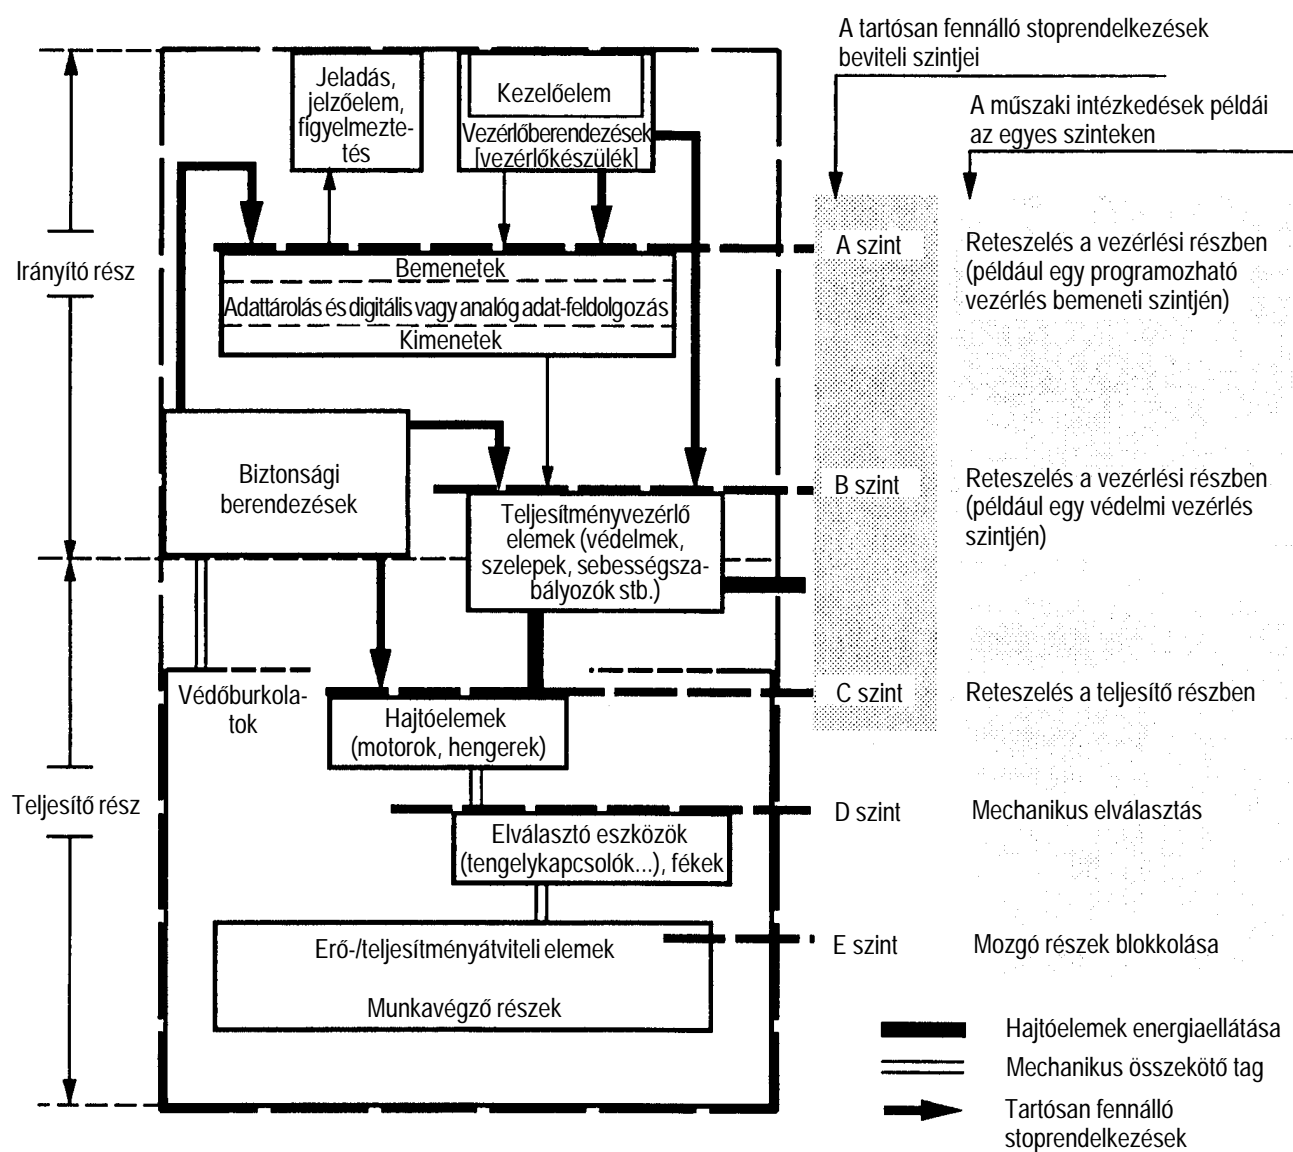 A tartósan fennálló stoprendelkezések
beviteli szintjei
A műszaki intézkedések példái
az egyes szinteken
Jeladás,
jelzőelem,
figyelmezte-
tés
Kezelőelem
Vezérlőberendezések
[vezérlőkészülék]
Irányító rész
Bemenetek
Adattárolás és digitális vagy analóg adat-feldolgozás
Kimenetek
A szint
Reteszelés a vezérlési részben
(például egy programozható
vezérlés bemeneti szintjén)
Biztonsági
berendezések
B szint
Reteszelés a vezérlési részben
(például egy védelmi vezérlés
szintjén)
Teljesítményvezérlő
elemek (védelmek,
szelepek, sebességsza-
bályozók stb.)
Védőburkola-
tok
Hajtóelemek
(motorok, hengerek)
C szint
Reteszelés a teljesítő részben
Teljesítő rész
D szint
Mechanikus elválasztás
Elválasztó eszközök
(tengelykapcsolók...), fékek
Erő-/teljesítményátviteli elemek
Munkavégző részek
E szint
Mozgó részek blokkolása
Hajtóelemek energiaellátása
Mechanikus összekötő tag
Tartósan fennálló
stoprendelkezések